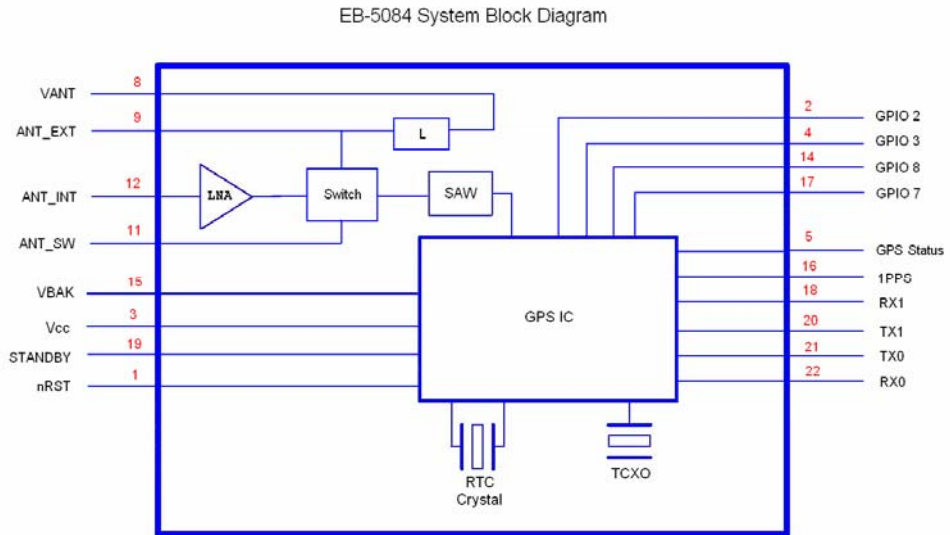 EB-5084 System Block Diagram
VANT 8
ANT_EXT 9
L
ANT_INT 12
LNA
Switch
SAW
ANT_SW 11
VBAK 15
Vcc 3
STANDBY 19
nRST 1
GPS IC
2 GPIO 2
4 GPIO 3
14 GPIO 8
17 GPIO 7
5 GPS Status
16 1PPS
18 RX1
20 TX1
21 TX0
22 RX0
RTC
Crystal
TCXO